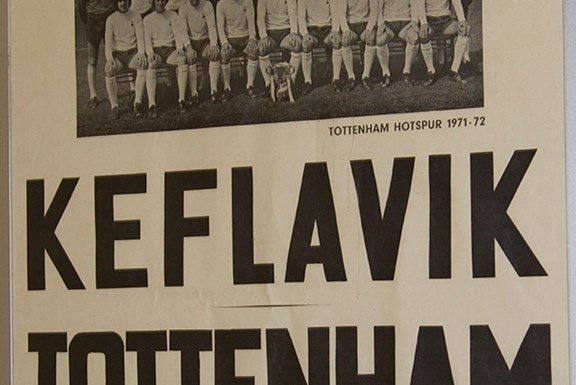 TOTTENHAM HOTSPUR 1971-72
KEFLAVIK
TOTTENHAM